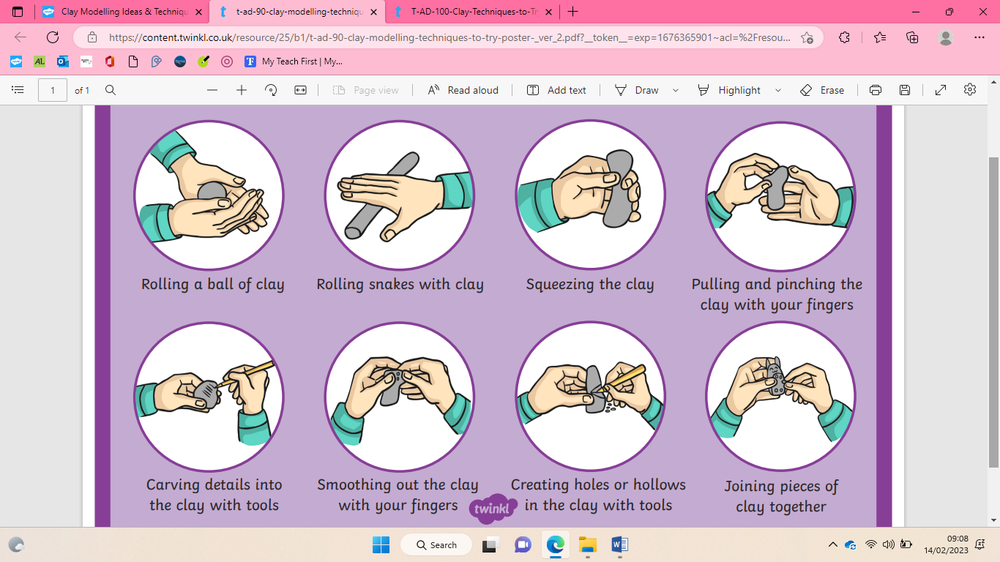 Clay Modelling Ideas & Techniqu
t-ad-90-clay-modelling-techniqu
T-AD-100-Clay-Techniques-to-Tr
https://content.twinkl.co.uk/resource/25/b1/t-ad-90-clay-modelling-techniques-to-try-poster-_ver_2.pdf?__token__=exp=1676365901~acl=%2Fresou...
My Teach First | My...
1 of 1
Page view
Read aloud
Add text
Draw
Highlight
Erase
Rolling a ball of clay
Rolling snakes with clay
Squeezing the clay
Pulling and pinching the
clay with your fingers
Carving details into
the clay with tools
Smoothing out the clay
with your fingers
Creating holes or hollows
in the clay with tools
Joining pieces of
clay together
twinkl
Search
09:08
14/02/2023